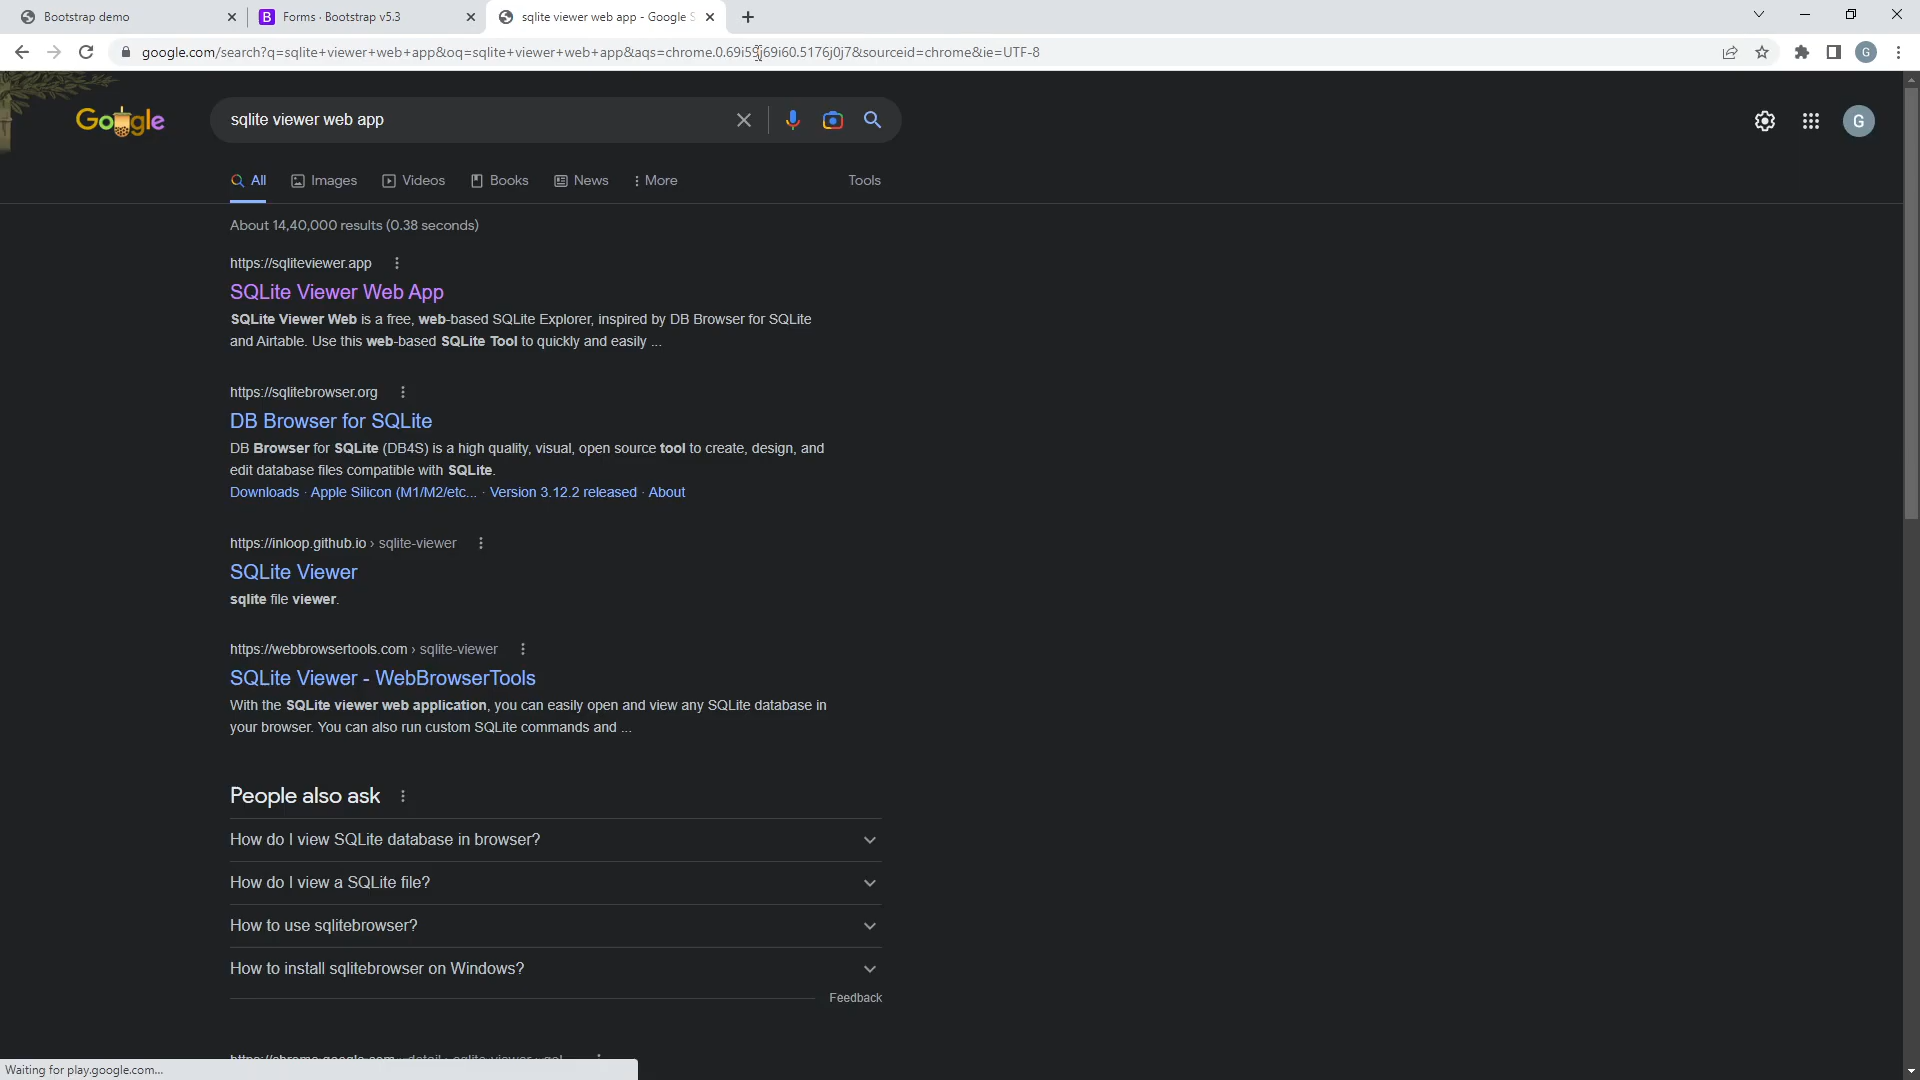 Bootstrap demo
Forms · Bootstrap v5.3
sqlite viewer web app - Google S
google.com/search?q=sqlite+viewer+web+app&oq=sqlite+viewer+web+app&aqs=chrome.0.69i59j69i60.5176j0j7&sourceid=chrome&ie=UTF-8
G
Google
sqlite viewer web app
G
All
Images
Videos
Books
News
More
Tools
About 14,40,000 results (0.38 seconds)
https://sqliteviewer.app
SQLite Viewer Web App
SQLite Viewer Web is a free, web-based SQLite Explorer, inspired by DB Browser for SQLite
and Airtable. Use this web-based SQLite Tool to quickly and easily ...
https://sqlitebrowser.org
DB Browser for SQLite
DB Browser for SQLite (DB4S) is a high quality, visual, open source tool to create, design, and
edit database files compatible with SQLite.
Downloads · Apple Silicon (M1/M2/etc... · Version 3.12.2 released · About
https://inloop.github.io › sqlite-viewer
SQLite Viewer
sqlite file viewer.
https://webbrowsertools.com › sqlite-viewer
SQLite Viewer - WebBrowserTools
With the SQLite viewer web application, you can easily open and view any SQLite database in
your browser. You can also run custom SQLite commands and ...
People also ask
How do I view SQLite database in browser?
How do I view a SQLite file?
How to use sqlitebrowser?
How to install sqlitebrowser on Windows?
Feedback
Waiting for play.google.com...